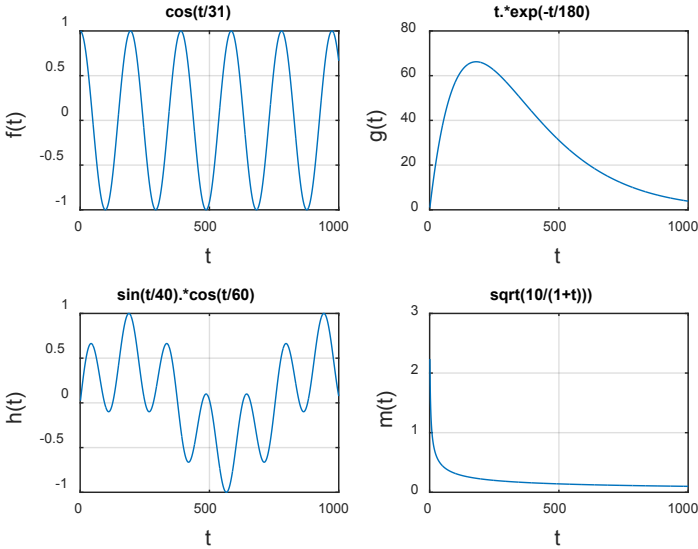 cos(t/31)
1
0.5
0
-0.5
-1
f(t)
0
500
1000
t
t.*exp(-t/180)
80
60
40
20
0
g(t)
0
500
1000
t
sin(t/40).*cos(t/60)
1
0.5
0
-0.5
-1
h(t)
0
500
1000
t
sqrt(10/(1+t)))
3
2
1
0
m(t)
0
500
1000
t